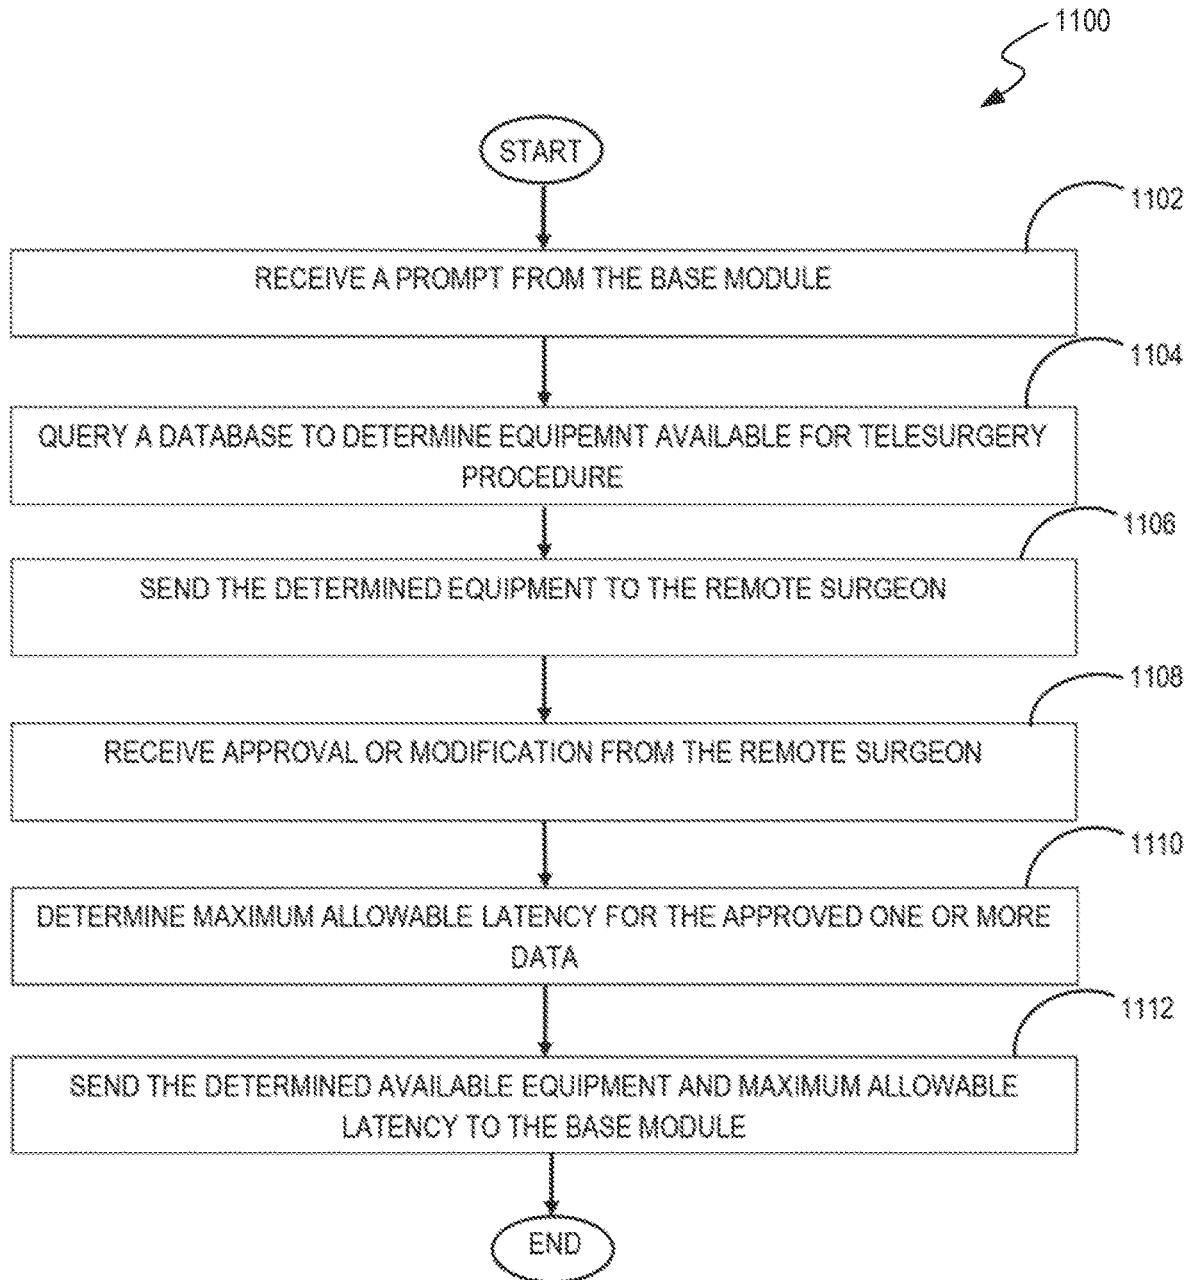 1100
START
1102
RECEIVE A PROMPT FROM THE BASE MODULE
1104
QUERY A DATABASE TO DETERMINE EQUIPEMNT AVAILABLE FOR TELESURGERY
PROCEDURE
1106
SEND THE DETERMINED EQUIPMENT TO THE REMOTE SURGEON
1108
RECEIVE APPROVAL OR MODIFICATION FROM THE REMOTE SURGEON
1110
DETERMINE MAXIMUM ALLOWABLE LATENCY FOR THE APPROVED ONE OR MORE
DATA
1112
SEND THE DETERMINED AVAILABLE EQUIPMENT AND MAXIMUM ALLOWABLE
LATENCY TO THE BASE MODULE
END